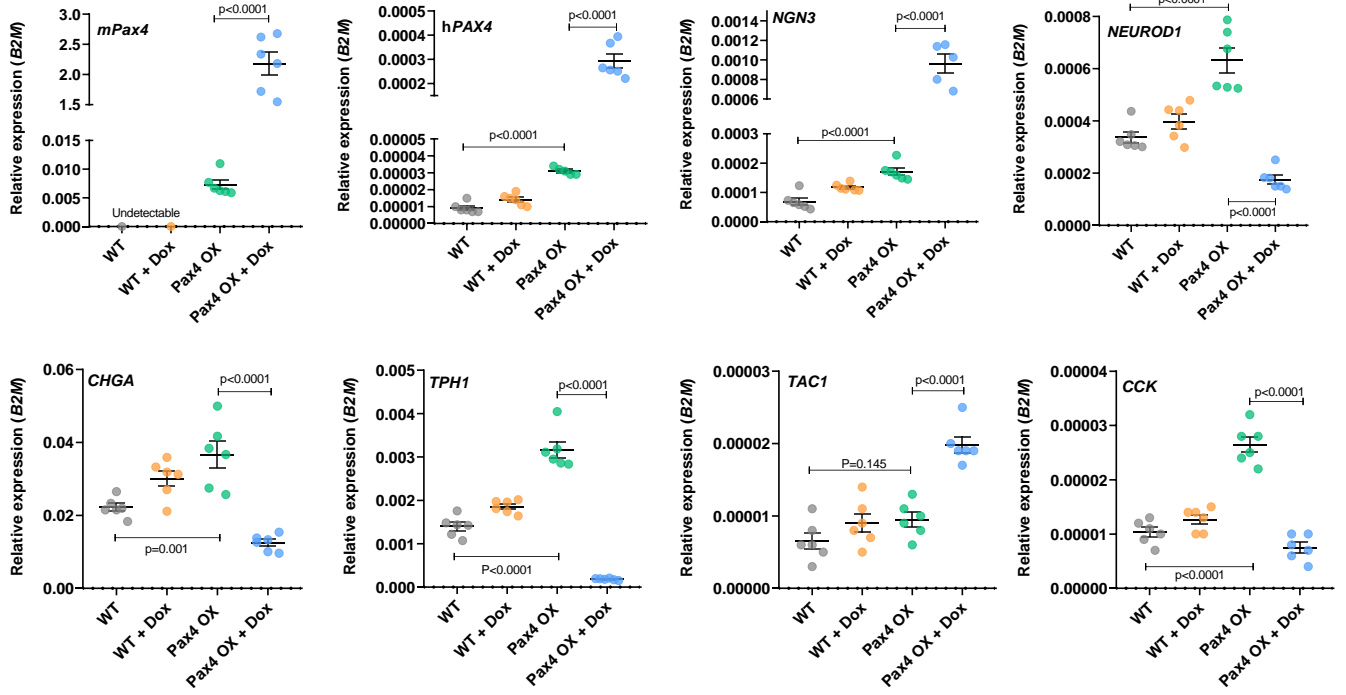 Relative expression (B2M)
mPax4
p<0.0001
3.0
2.5
2.0
1.5
0.015
0.010
0.005
0.000
Undetectable
WT
WT + Dox
Pax4 OX
Pax4 OX + Dox
Relative expression (B2M)
hPAX4
p<0.0001
0.0005
0.0004
0.0003
0.0002
0.00005
0.00004
0.00003
0.00002
0.00001
0.00000
p<0.0001
WT
WT + Dox
Pax4 OX
Pax4 OX + Dox
Relative expression (B2M)
NGN3
p<0.0001
0.0014
0.0012
0.0010
0.0008
0.0006
0.0003
0.0002
0.0001
0.0000
p<0.0001
WT
WT + Dox
Pax4 OX
Pax4 OX + Dox
Relative expression (B2M)
p<0.0001
NEUROD1
0.0008
0.0006
0.0004
0.0002
0.0000
p<0.0001
WT
WT + Dox
Pax4 OX
Pax4 OX + Dox
Relative expression (B2M)
CHGA
p<0.0001
0.06
0.04
0.02
0.00
p=0.001
WT
WT + Dox
Pax4 OX
Pax4 OX + Dox
Relative expression (B2M)
TPH1
p<0.0001
0.005
0.004
0.003
0.002
0.001
0.000
P<0.0001
WT
WT + Dox
Pax4 OX
Pax4 OX + Dox
Relative expression (B2M)
TAC1
p<0.0001
0.00003
0.00002
0.00001
0.00000
P=0.145
WT
WT + Dox
Pax4 OX
Pax4 OX + Dox
Relative expression (B2M)
CCK
p<0.0001
0.00004
0.00003
0.00002
0.00001
0.00000
p<0.0001
WT
WT + Dox
Pax4 OX
Pax4 OX + Dox